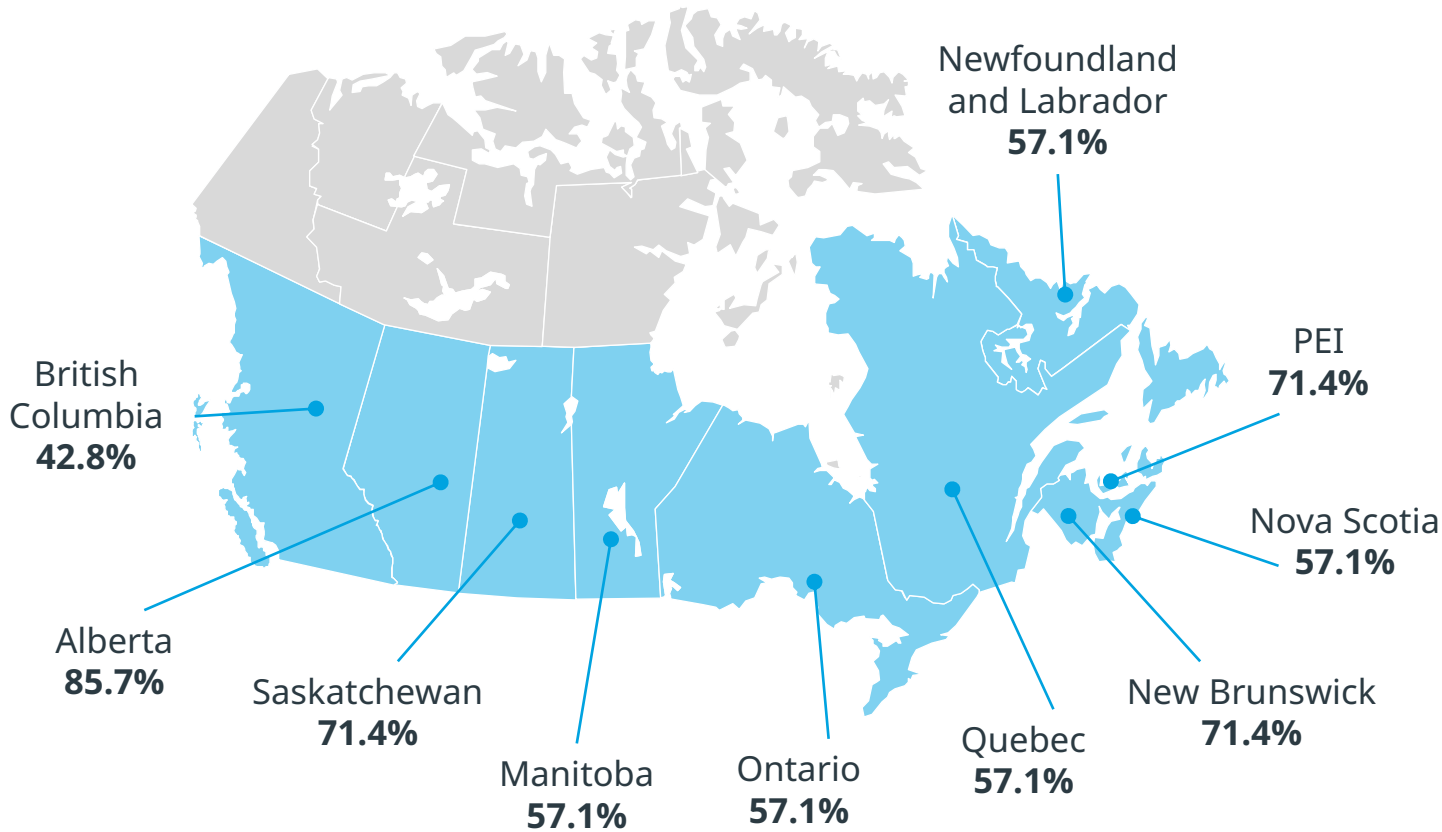 Newfoundland
and Labrador
57.1%
PEI
71.4%
British
Columbia
42.8%
Nova Scotia
57.1%
Alberta
85.7%
Saskatchewan
71.4%
New Brunswick
71.4%
Quebec
57.1%
Manitoba
57.1%
Ontario
57.1%